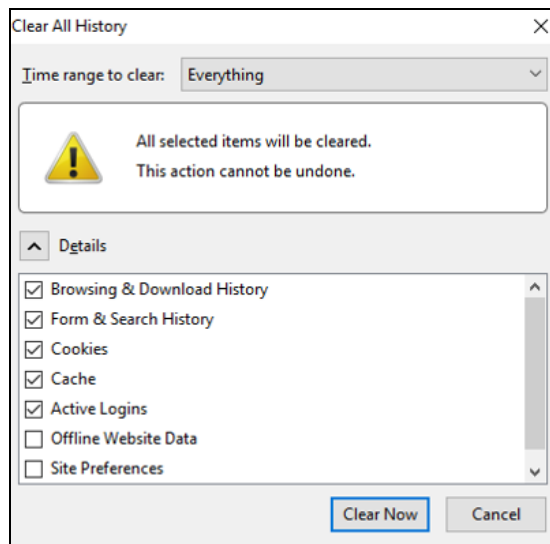 Clear All History
Time range to clear: Everything
All selected items will be cleared.
This action cannot be undone.
Details
Browsing & Download History
Form & Search History
Cookies
Cache
Active Logins
Offline Website Data
Site Preferences
Clear Now Cancel